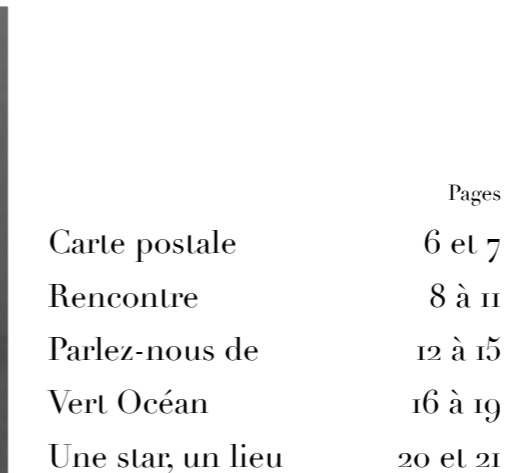 Pages
Carte postale 6 et 7
Rencontre 8 à 11
Parlez-nous de 12 à 15
Vert Océan 16 à 19
Une star, un lieu 20 et 21